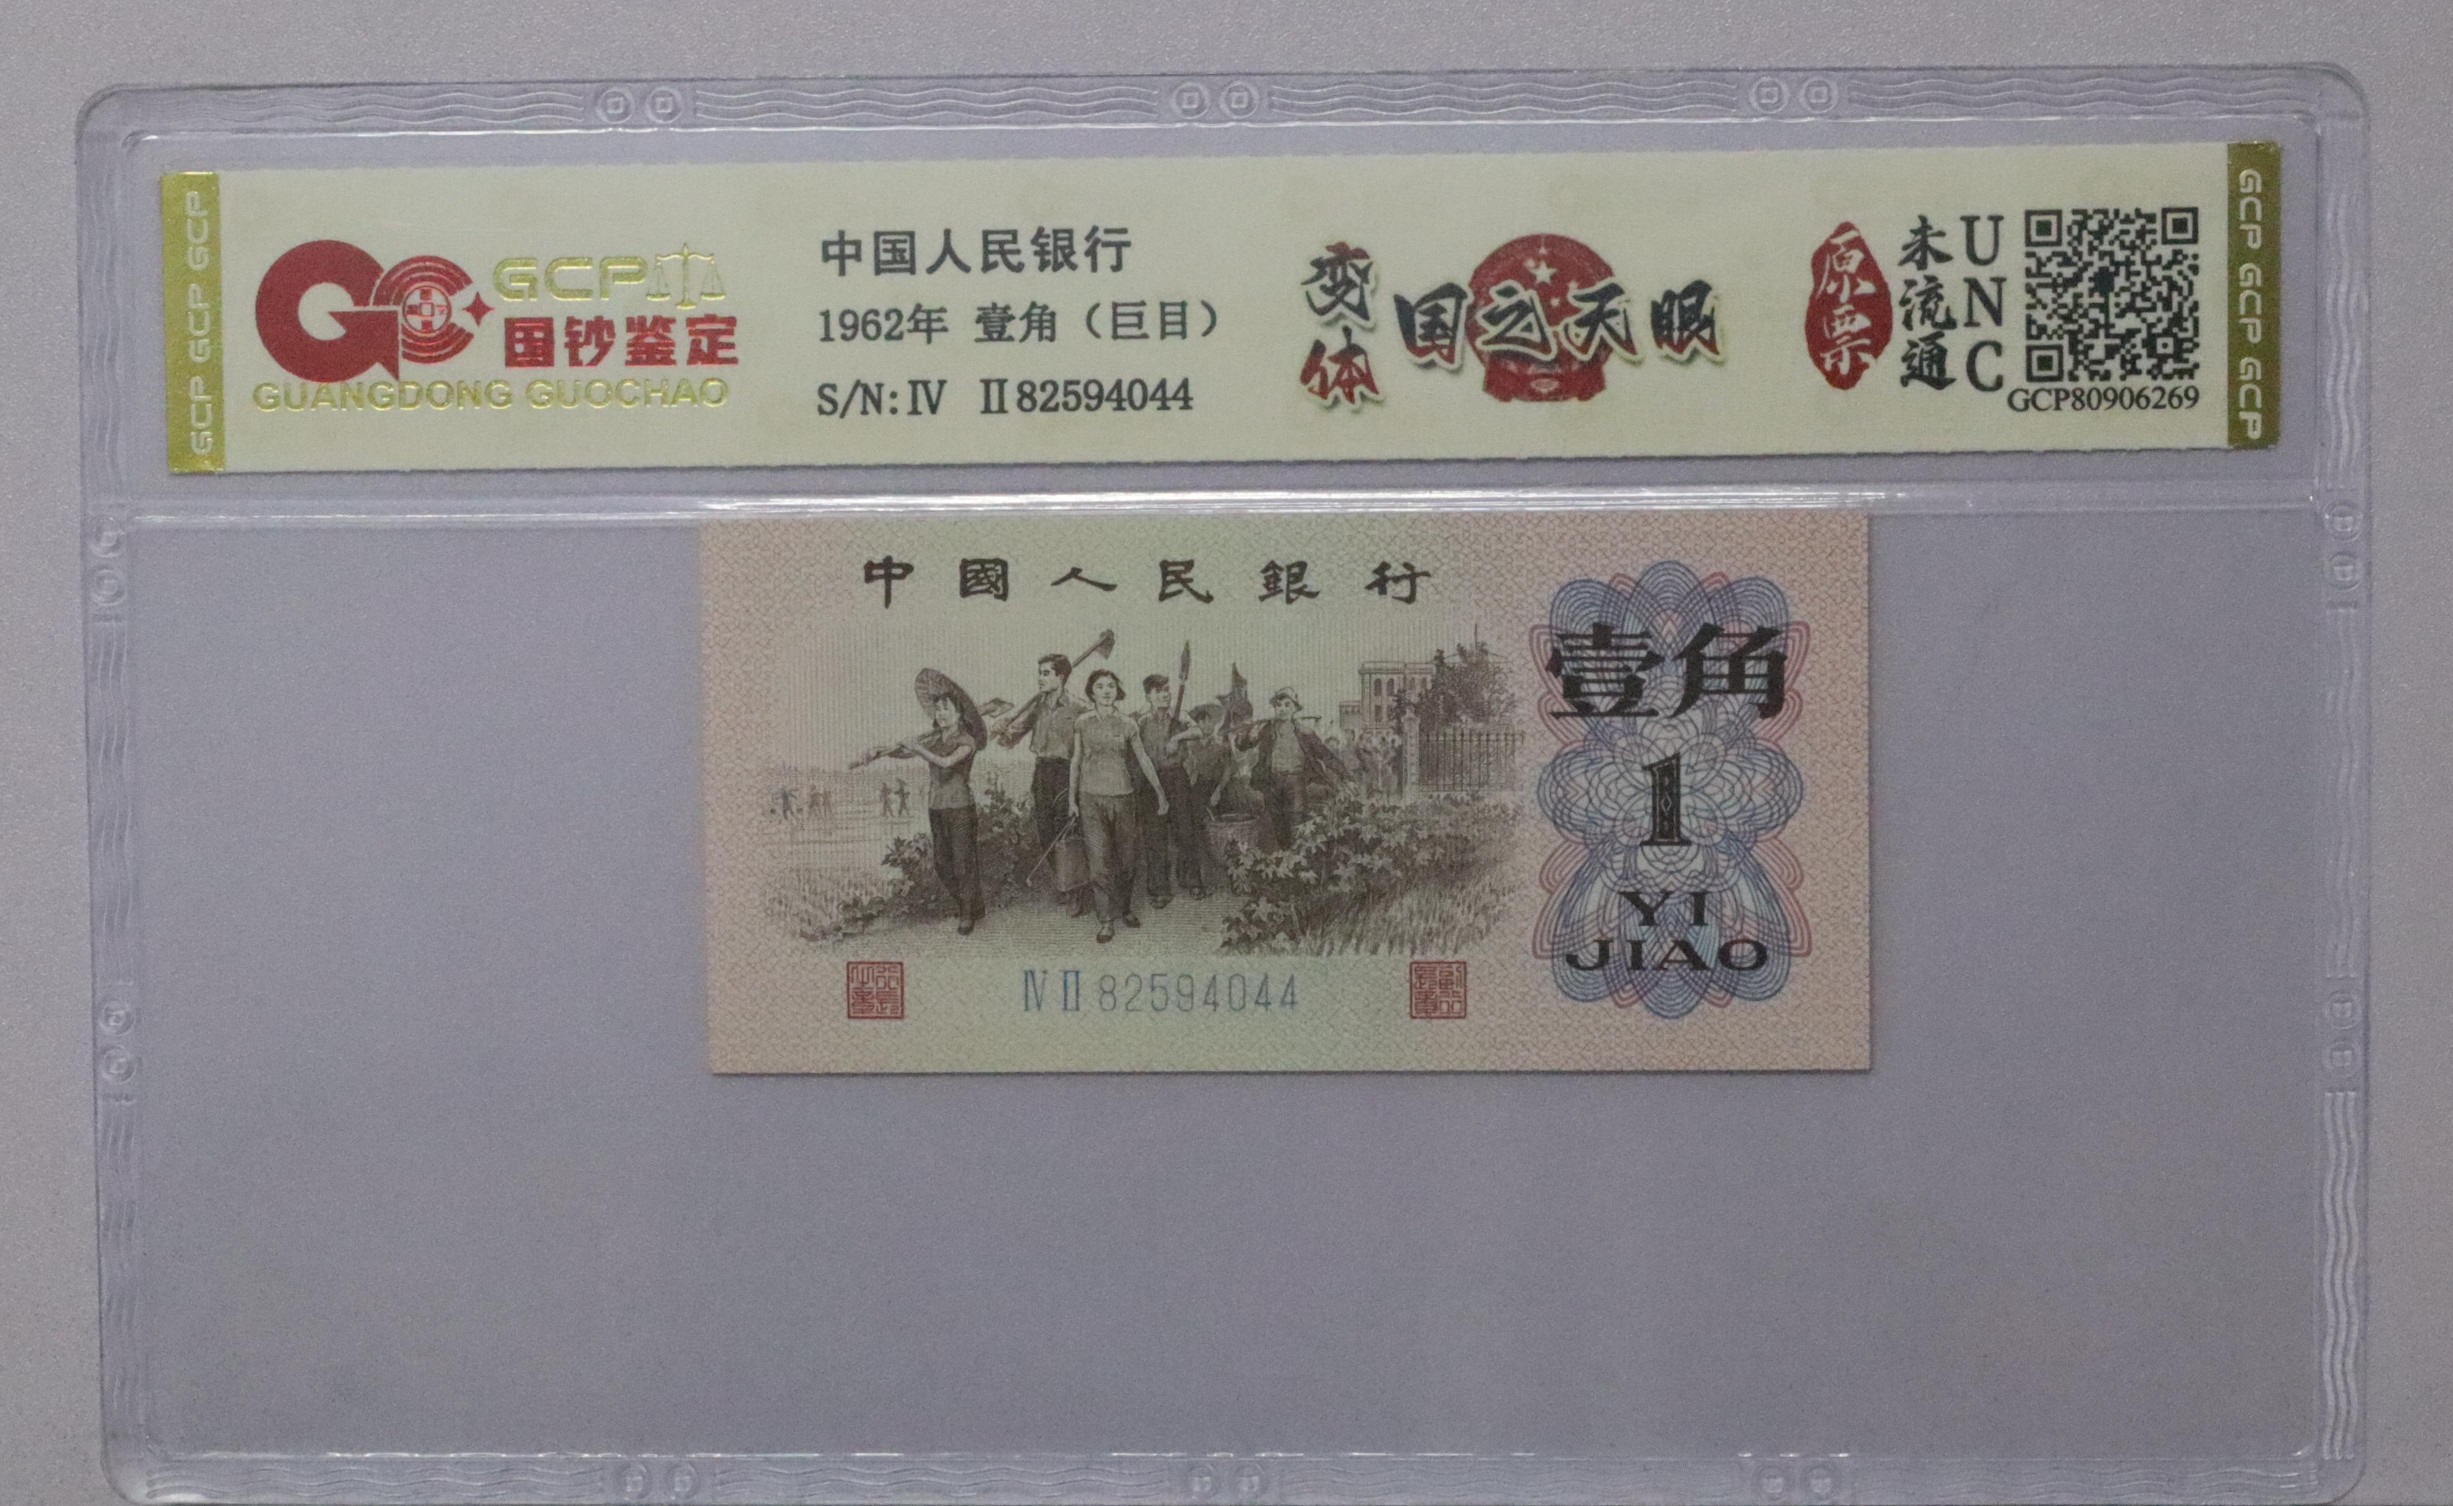 GCP GCP GCP
GCP
国钞鉴定
GUANGDONG GUOCHAO
中国人民银行
1962年 壹角（巨目）
S/N:Ⅳ Ⅱ82594044
变体
国之天眼
原票
未流通
UNC
GCP80906269
GCP GCP GCP
中國人民銀行
壹角
1
YI
JIAO
Ⅳ Ⅱ 82594044